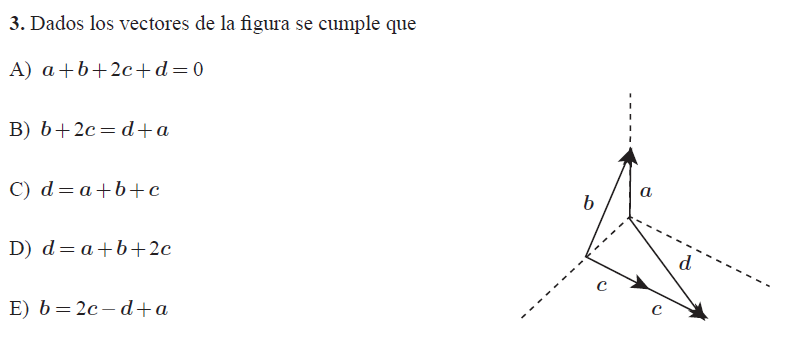 3. Dados los vectores de la figura se cumple que
A) a+b+2c+d=0
B) b+2c=d+a
C) d=a+b+c
D) d=a+b+2c
E) b=2c−d+a
a
b
d
c
c